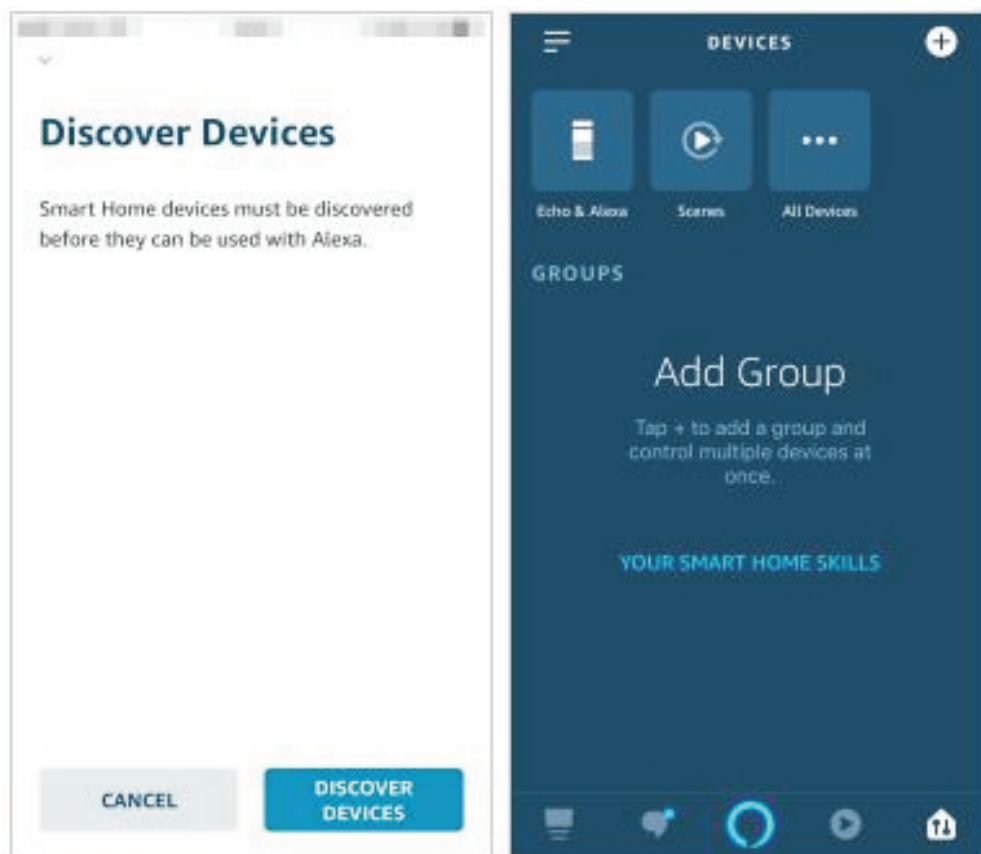 Discover Devices
Smart Home devices must be discovered
before they can be used with Alexa.
CANCEL
DISCOVER
DEVICES
DEVICES
Echo & Alexa
Scenes
All Devices
GROUPS
Add Group
Tap + to add a group and
control multiple devices at
once.
YOUR SMART HOME SKILLS